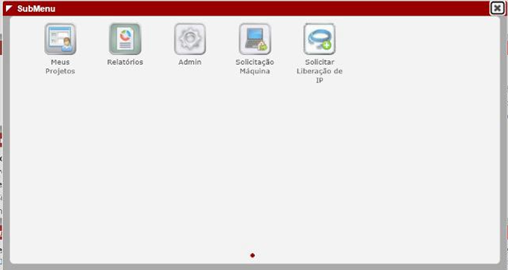 SubMenu
Meus
Projetos
Relatórios
Admin
Solicitação
Máquina
Solicitar
Liberação de
IP